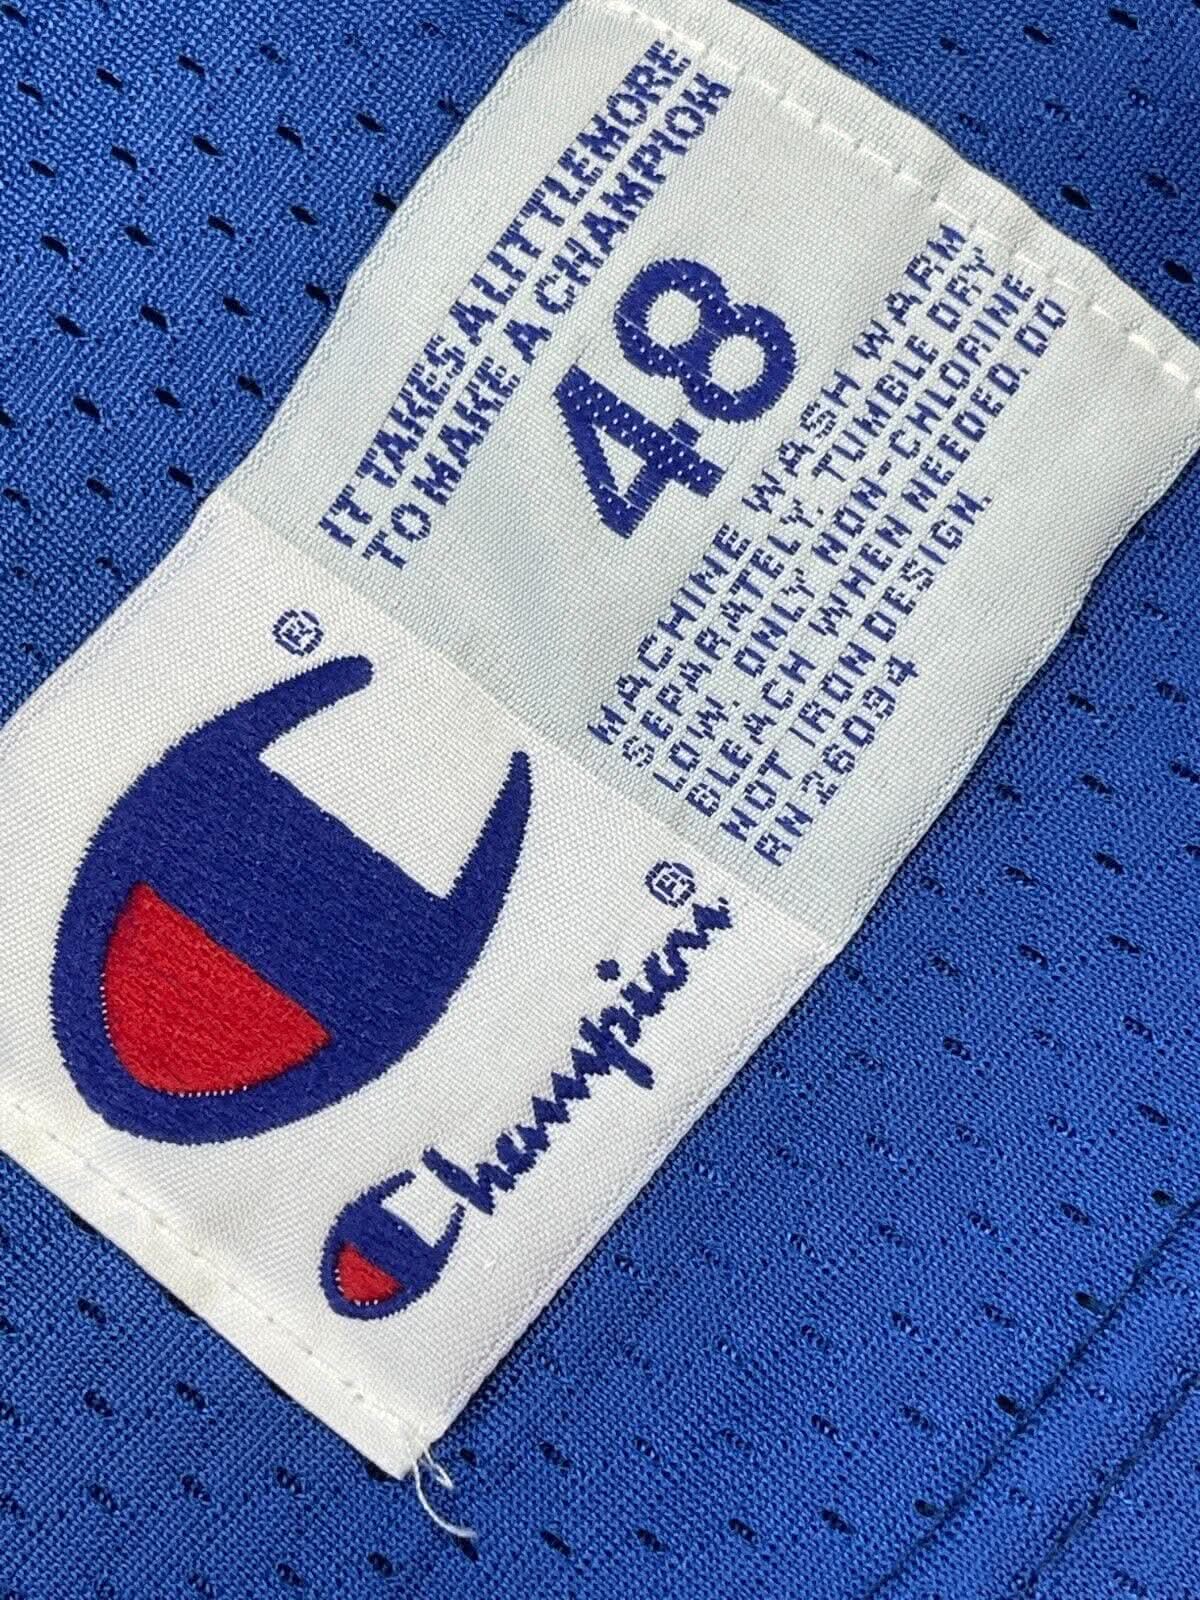 IT TAKES A LITTLE MORE
TO MAKE A CHAMPION
48
MACHINE WASH WARM
SEPARATELY. TUMBLE DRY
LOW. ONLY NON-CHLORINE
BLEACH WHEN NEEDED. DO
NOT IRON DESIGN.
RN 26094
®
Champion®